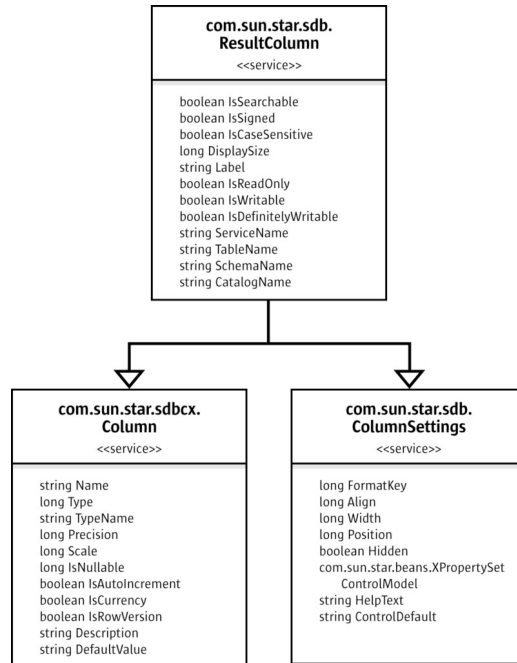 com.sun.star.sdb.
ResultColumn
<<service>>
boolean IsSearchable
boolean IsSigned
boolean IsCaseSensitive
long DisplaySize
string Label
boolean IsReadOnly
boolean IsWritable
boolean IsDefinitelyWritable
string ServiceName
string TableName
string SchemaName
string CatalogName
com.sun.star.sdbcx.
Column
<<service>>
string Name
long Type
string TypeName
long Precision
long Scale
long IsNullable
boolean IsAutoIncrement
boolean IsCurrency
boolean IsRowVersion
string Description
string DefaultValue
com.sun.star.sdb.
ColumnSettings
<<service>>
long FormatKey
long Align
long Width
long Position
boolean Hidden
com.sun.star.beans.XPropertySet
ControlModel
string HelpText
string ControlDefault